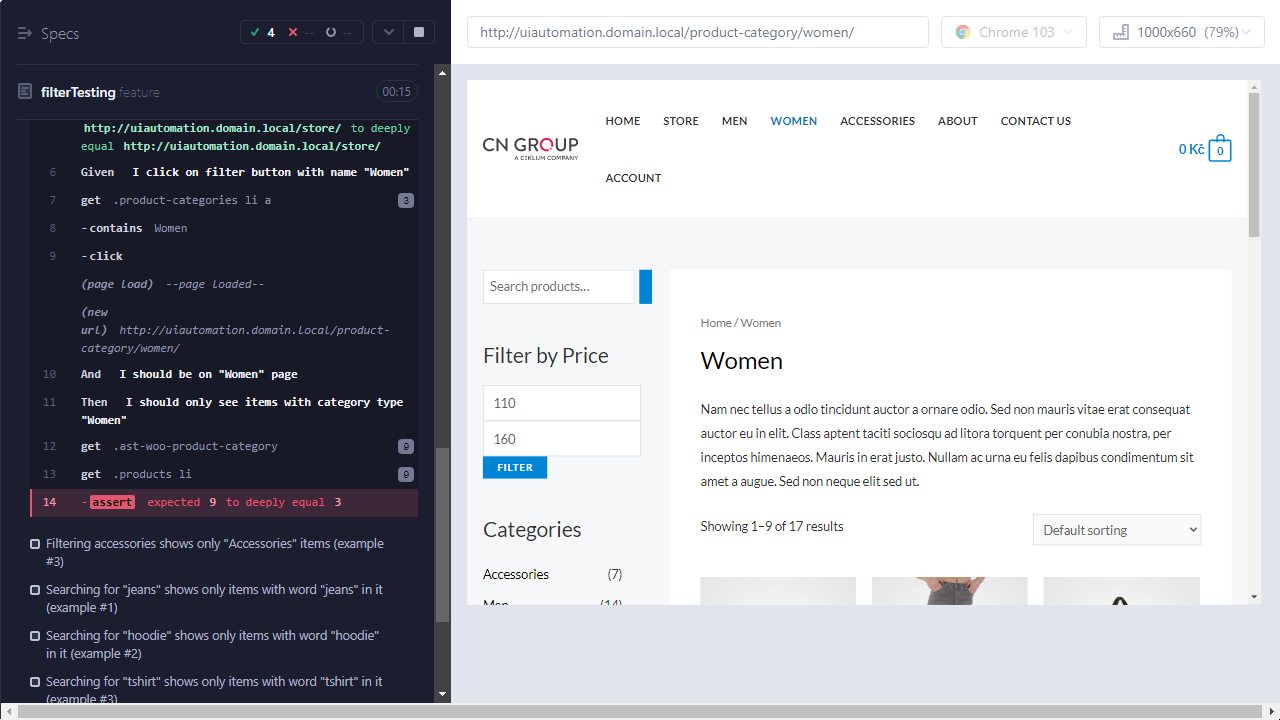 Specs
4
--
--
filterTesting.feature
00:15
http://uiautomation.domain.local/store/ to deeply
equal http://uiautomation.domain.local/store/
6 Given I click on filter button with name "Women"
7 get .product-categories li a 3
8 -contains Women
9 -click
(page load) --page loaded--
(new
url) http://uiautomation.domain.local/product-
category/women/
10 And I should be on "Women" page
11 Then I should only see items with category type
"Women"
12 get .ast-woo-product-category 9
13 get .products li 9
14 -assert expected 9 to deeply equal 3
Filtering accessories shows only "Accessories" items (example
#3)
Searching for "jeans" shows only items with word "jeans" in it
(example #1)
Searching for "hoodie" shows only items with word "hoodie"
in it (example #2)
Searching for "tshirt" shows only items with word "tshirt" in it
(example #3)
http://uiautomation.domain.local/product-category/women/
Chrome 103
1000x660 (79%)
CN GROUP
A CIKLUM COMPANY
HOME STORE MEN WOMEN ACCESSORIES ABOUT CONTACT US
ACCOUNT
0 Kč 0
Search products...
Filter by Price
110
160
FILTER
Categories
Accessories (7)
Men (14)
Home / Women
Women
Nam nec tellus a odio tincidunt auctor a ornare odio. Sed non mauris vitae erat consequat
auctor eu in elit. Class aptent taciti sociosqu ad litora torquent per conubia nostra, per
inceptos himenaeos. Mauris in erat justo. Nullam ac urna eu felis dapibus condimentum sit
amet a augue. Sed non neque elit sed ut.
Showing 1–9 of 17 results
Default sorting